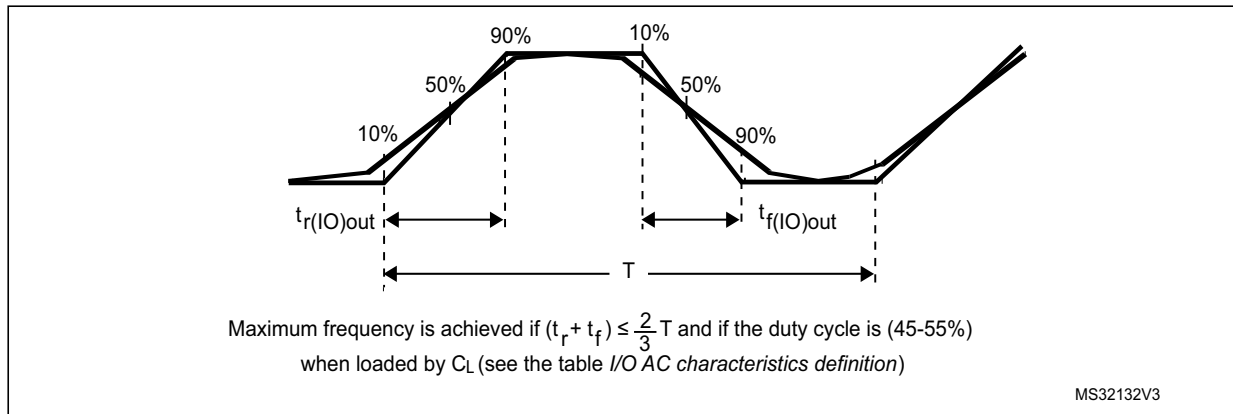 90% 10%
50% 50%
10% 90%
tr(IO)out tf(IO)out
T
Maximum frequency is achieved if (tr + tf) ≤ 2/3 T and if the duty cycle is (45-55%)
when loaded by CL (see the table I/O AC characteristics definition)
MS32132V3